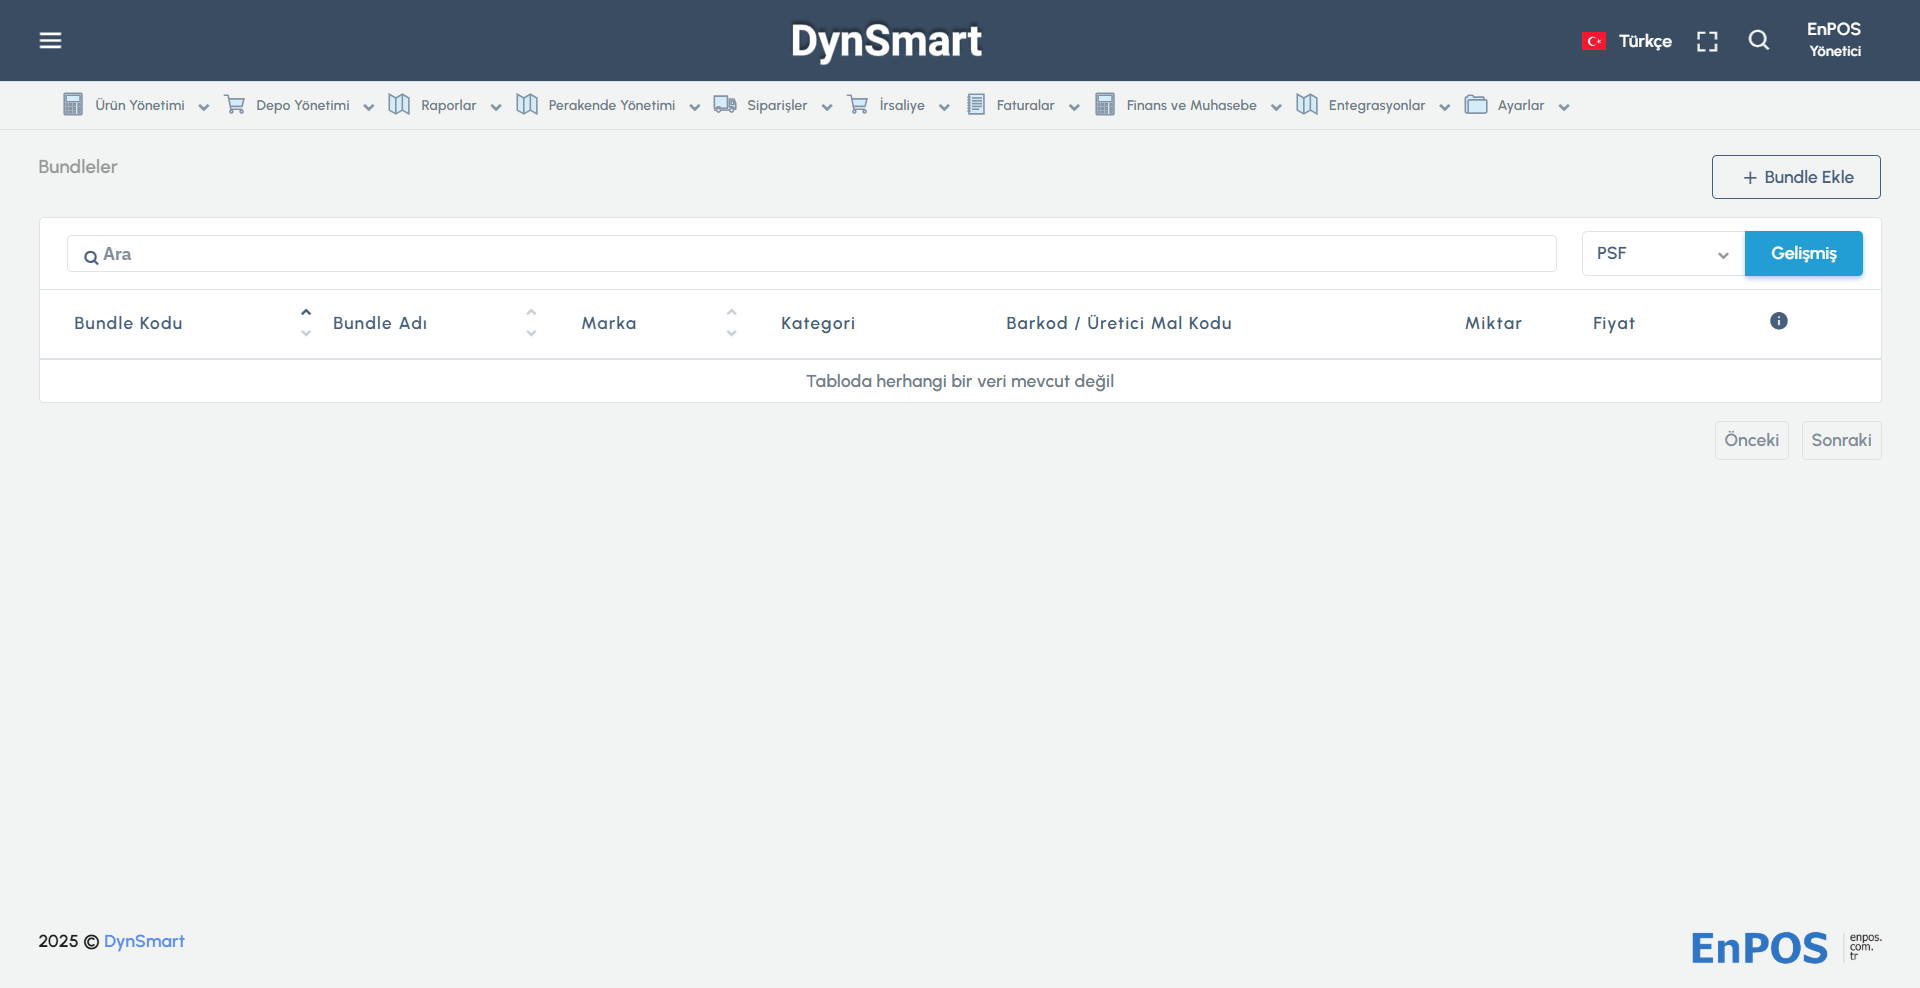 DynSmart
Türkçe
EnPOS
Yönetici
Ürün Yönetimi
Depo Yönetimi
Raporlar
Perakende Yönetimi
Siparişler
İrsaliye
Faturalar
Finans ve Muhasebe
Entegrasyonlar
Ayarlar
Bundleler
+ Bundle Ekle
Ara
PSF
Gelişmiş
Bundle Kodu
Bundle Adı
Marka
Kategori
Barkod / Üretici Mal Kodu
Miktar
Fiyat
Tabloda herhangi bir veri mevcut değil
Önceki
Sonraki
2025 © DynSmart
EnPOS
enpos.
com.
tr